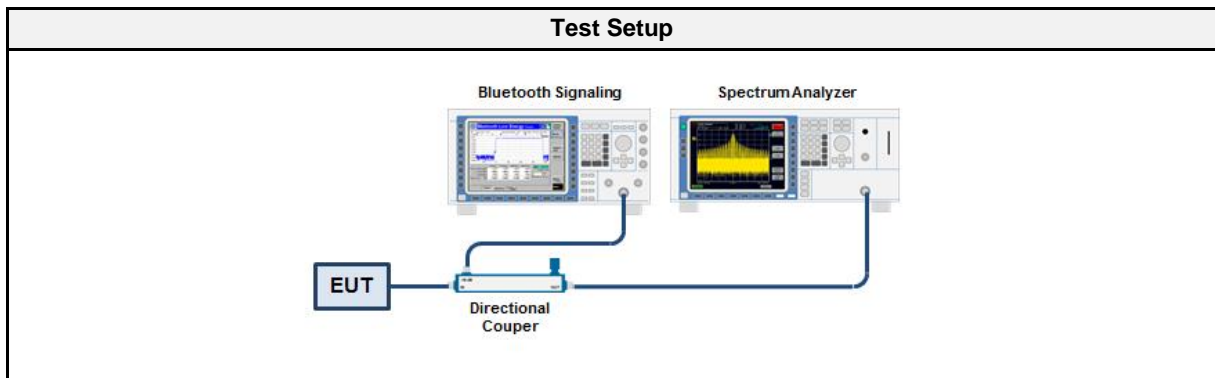 Test Setup
Bluetooth Signaling
Spectrum Analyzer
EUT
Directional
Couper